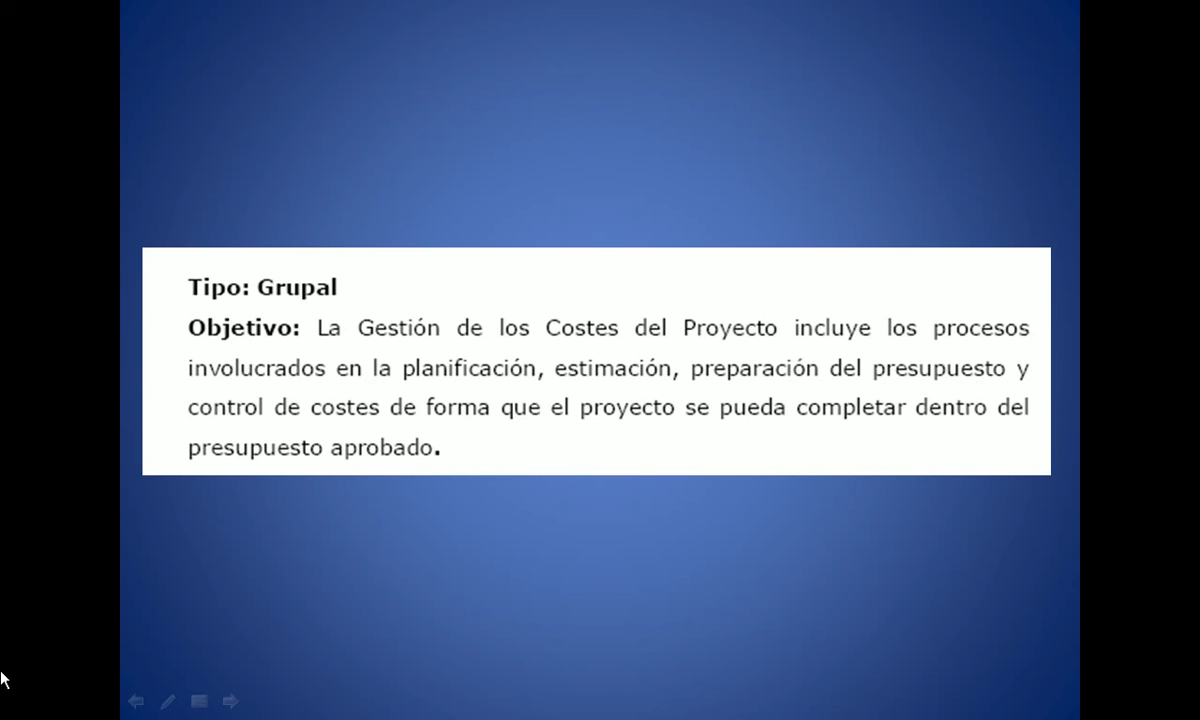 Tipo: Grupal
Objetivo: La Gestión de los Costes del Proyecto incluye los procesos
involucrados en la planificación, estimación, preparación del presupuesto y
control de costes de forma que el proyecto se pueda completar dentro del
presupuesto aprobado.